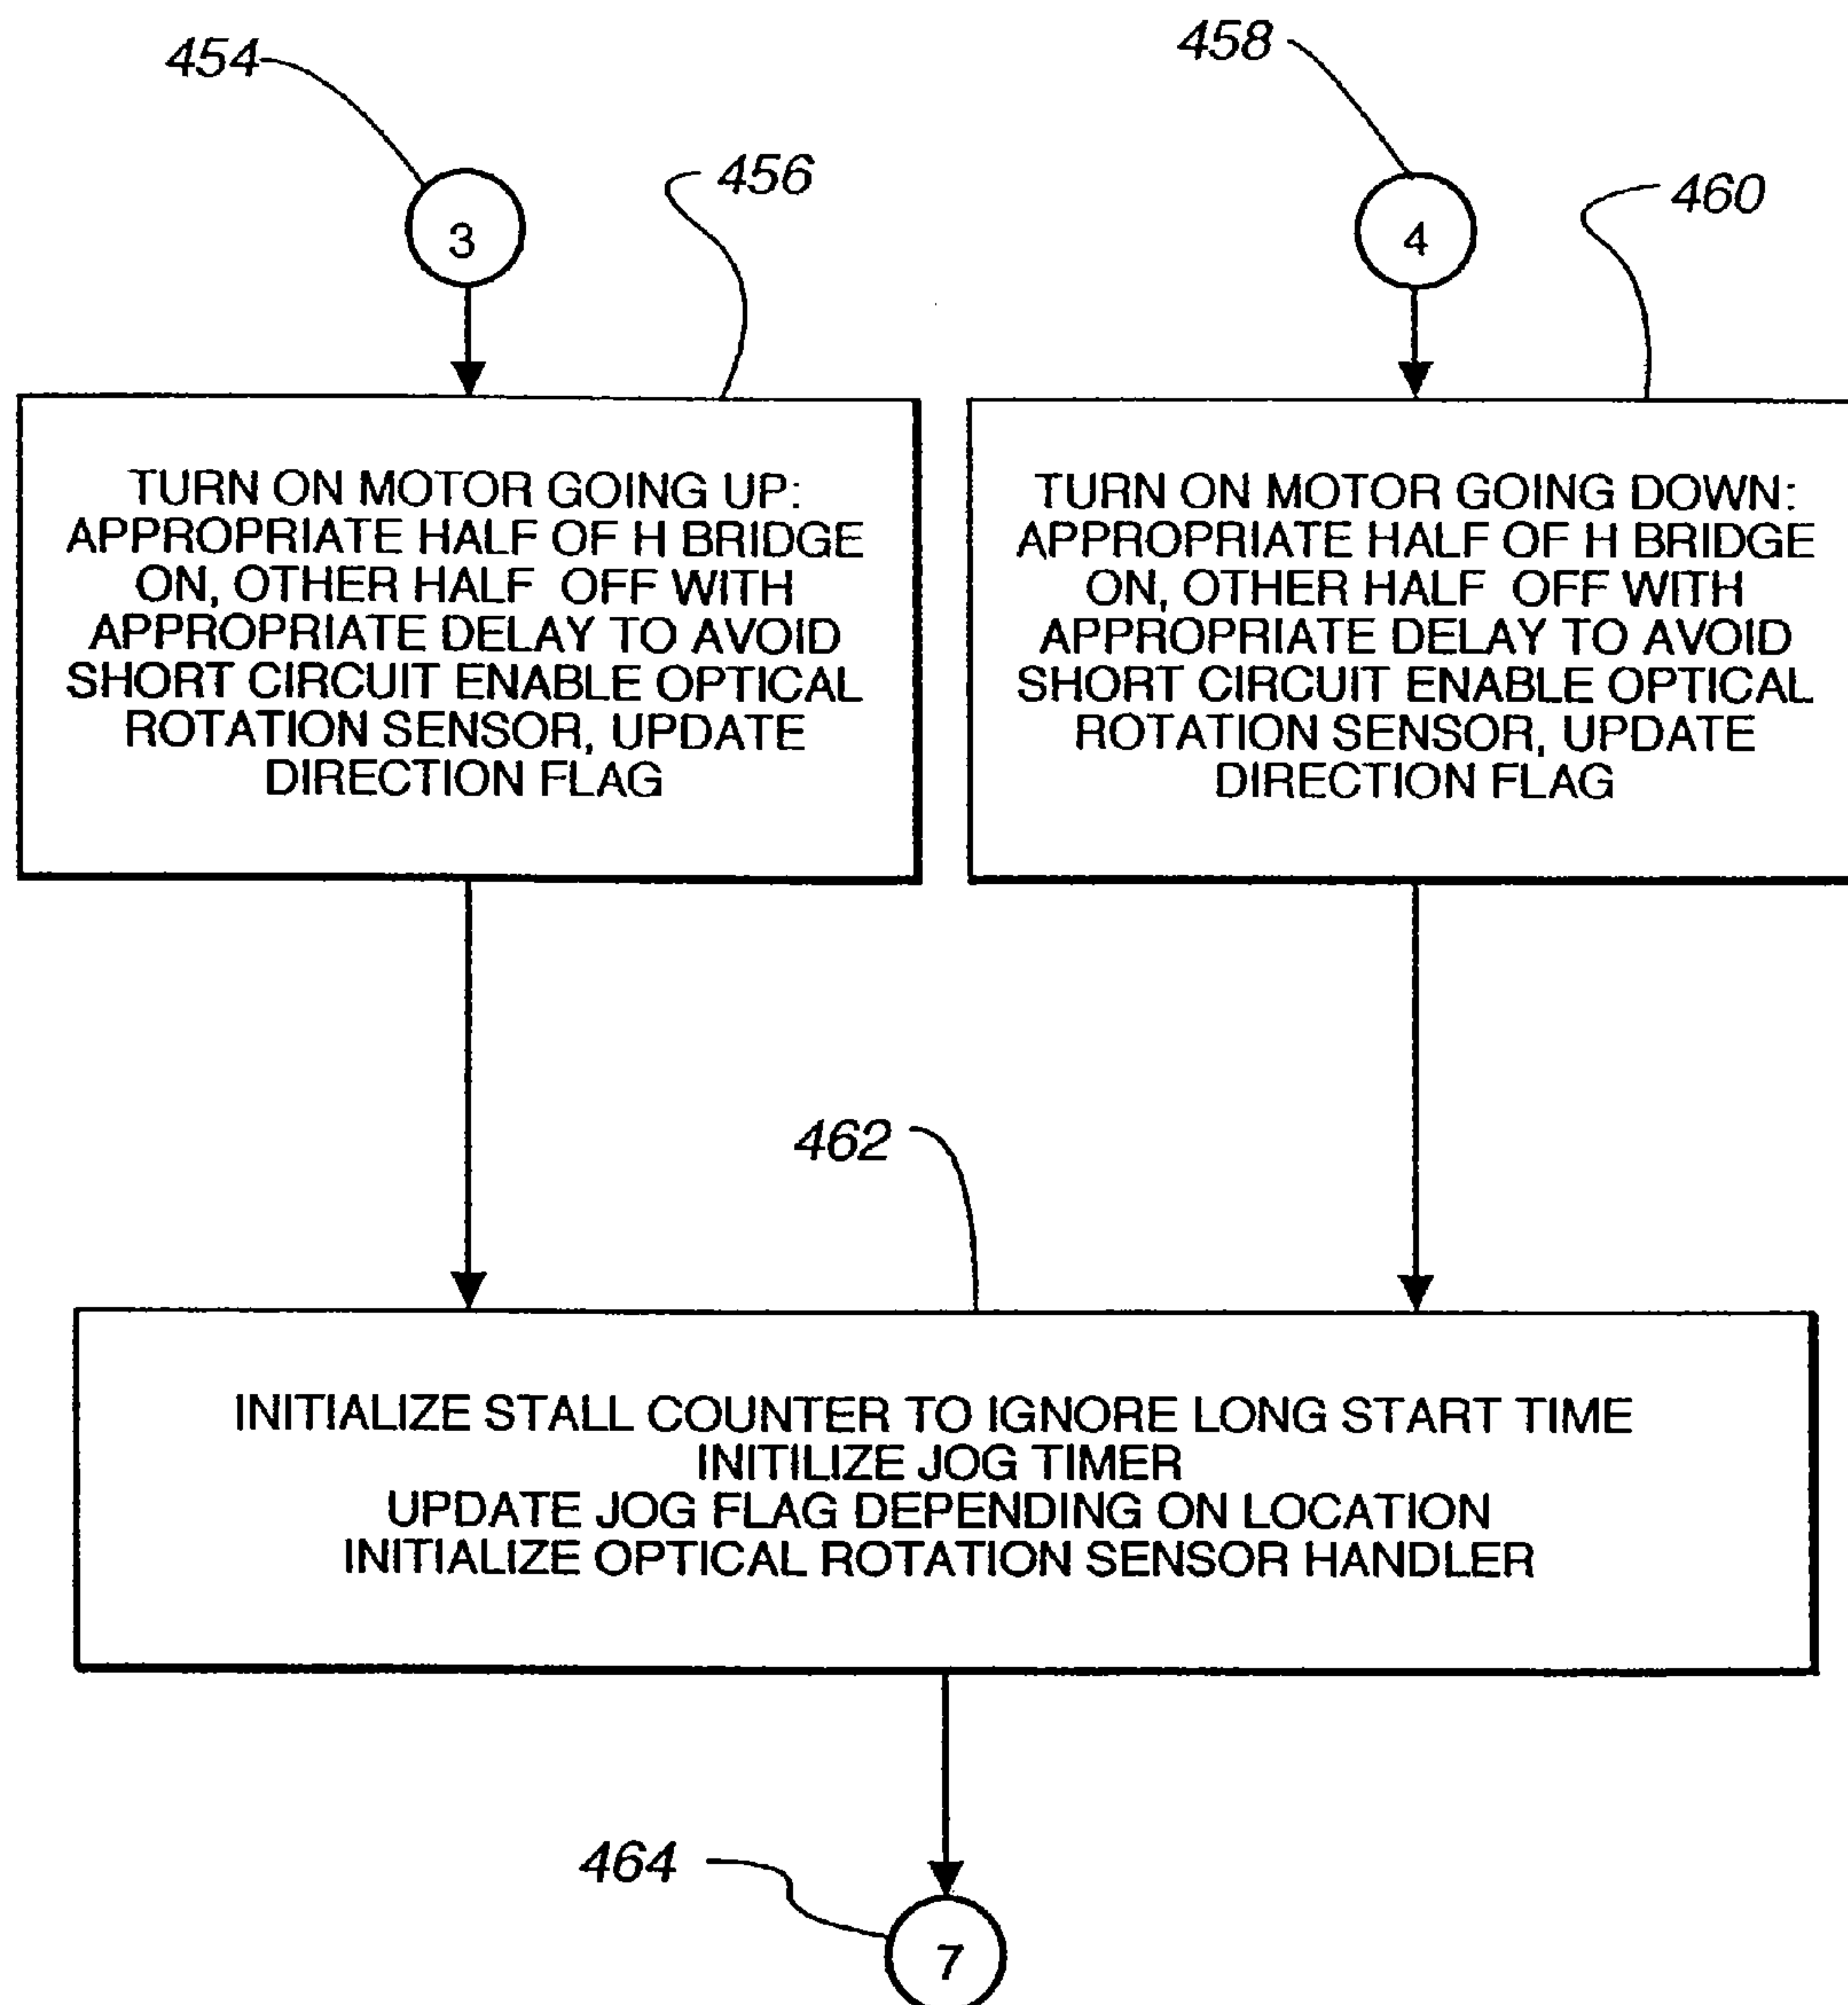 454
458
456
460
3
4
TURN ON MOTOR GOING UP:
APPROPRIATE HALF OF H BRIDGE
ON, OTHER HALF OFF WITH
APPROPRIATE DELAY TO AVOID
SHORT CIRCUIT ENABLE OPTICAL
ROTATION SENSOR, UPDATE
DIRECTION FLAG
TURN ON MOTOR GOING DOWN:
APPROPRIATE HALF OF H BRIDGE
ON, OTHER HALF OFF WITH
APPROPRIATE DELAY TO AVOID
SHORT CIRCUIT ENABLE OPTICAL
ROTATION SENSOR, UPDATE
DIRECTION FLAG
462
INITIALIZE STALL COUNTER TO IGNORE LONG START TIME
INITILIZE JOG TIMER
UPDATE JOG FLAG DEPENDING ON LOCATION
INITIALIZE OPTICAL ROTATION SENSOR HANDLER
464
7